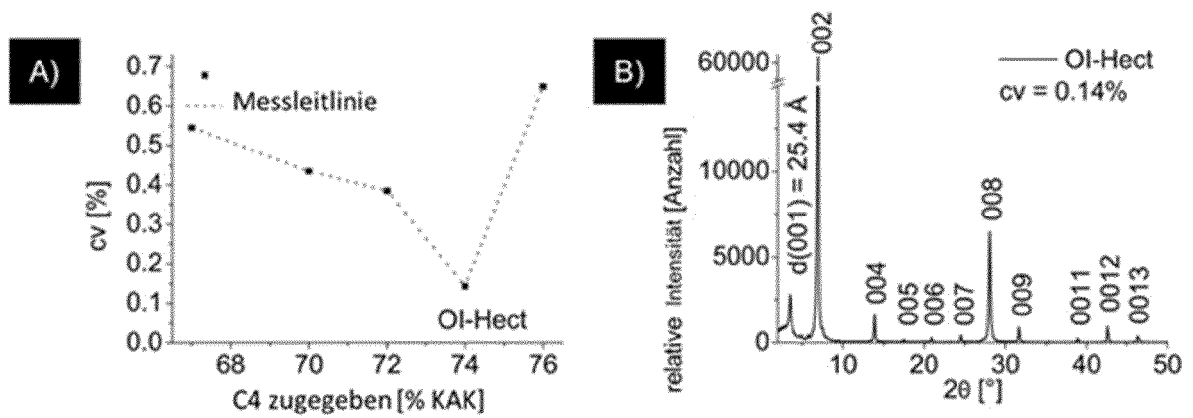 A)
cv [%]
0.7
0.6
0.5
0.4
0.3
0.2
0.1
0.0
Messleitlinie
OI-Hect
68 70 72 74 76
C4 zugegeben [% KAK]
B)
relative Intensität [Anzahl]
60000
10000
5000
0
d(001) = 25.4 Å
002
004
005
006
007
008
009
0011
0012
0013
OI-Hect
cv = 0.14%
10 20 30 40 50
2θ [°]